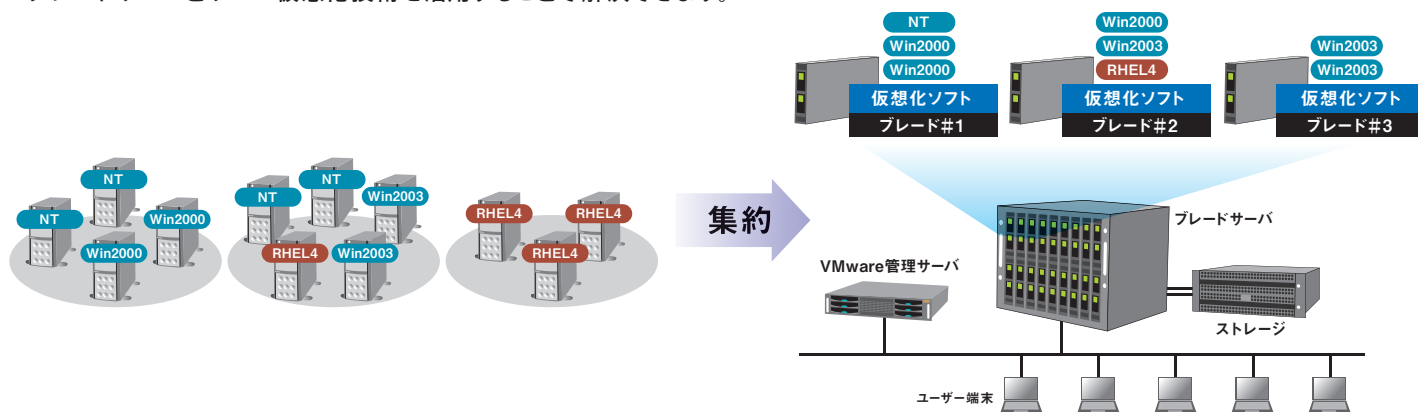 NT
NT
Win2000
Win2000
NT
NT
Win2003
RHEL4
Win2003
RHEL4
RHEL4
RHEL4
集約
NT
Win2000
Win2000
仮想化ソフト
ブレード#1
Win2000
Win2003
RHEL4
仮想化ソフト
ブレード#2
Win2003
Win2003
仮想化ソフト
ブレード#3
ブレードサーバ
VMware管理サーバ
ストレージ
ユーザー端末